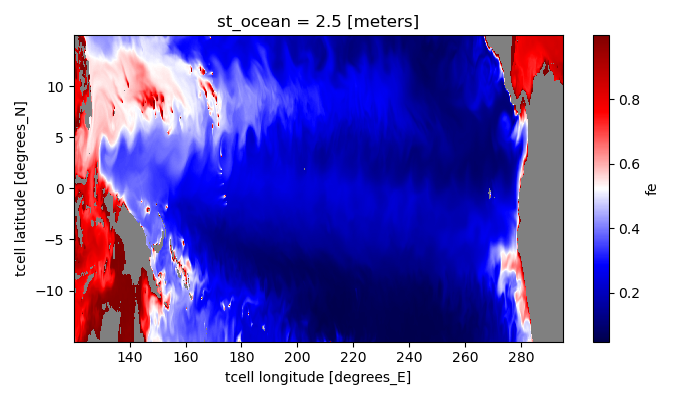 st_ocean = 2.5 [meters]
10
5
0
−5
−10
tcell latitude [degrees_N]
140 160 180 200 220 240 260 280
tcell longitude [degrees_E]
0.8
0.6
0.4
0.2
fe